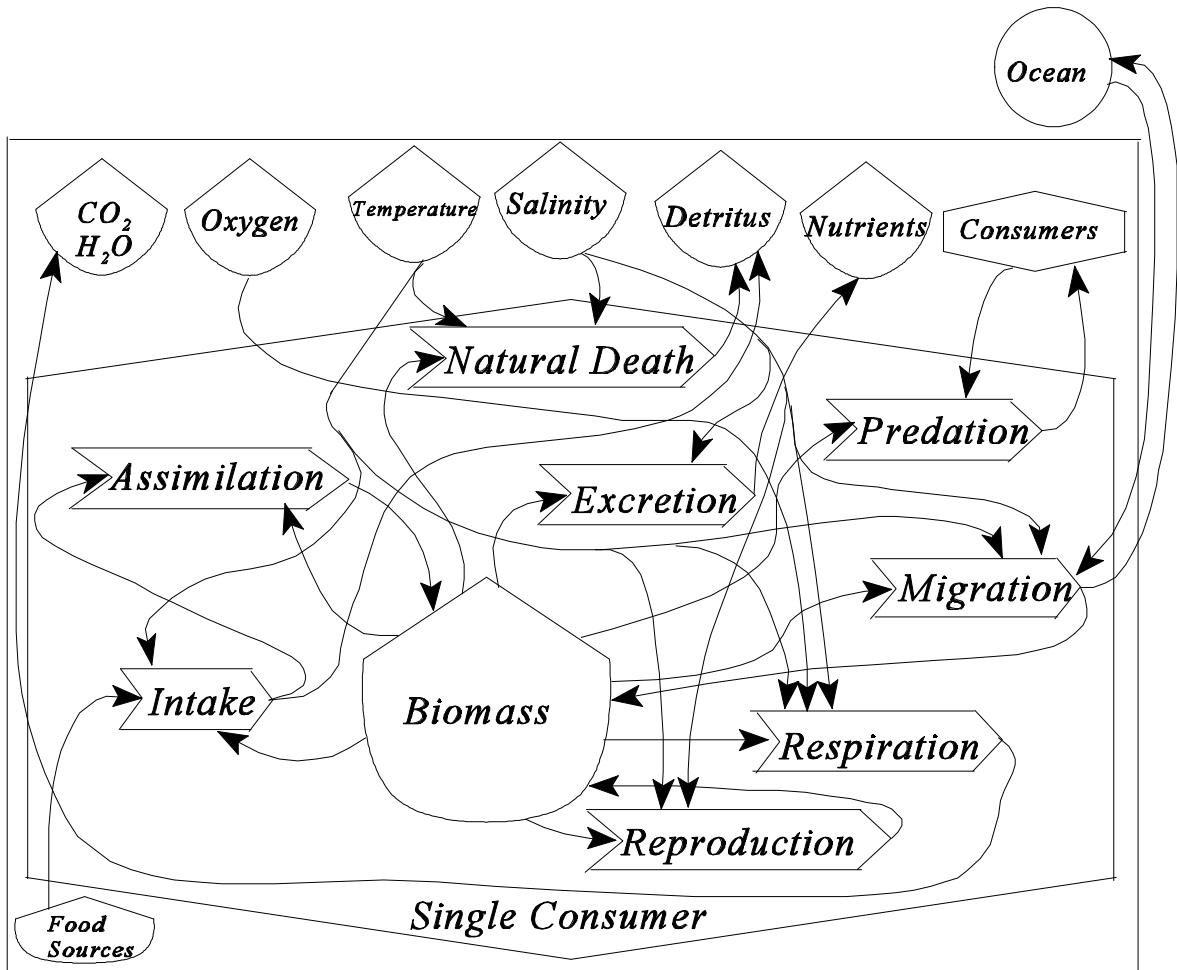 Ocean
CO₂
H₂O
Oxygen
Temperature
Salinity
Detritus
Nutrients
Consumers
Natural Death
Predation
Assimilation
Excretion
Migration
Intake
Biomass
Respiration
Reproduction
Single Consumer
Food
Sources